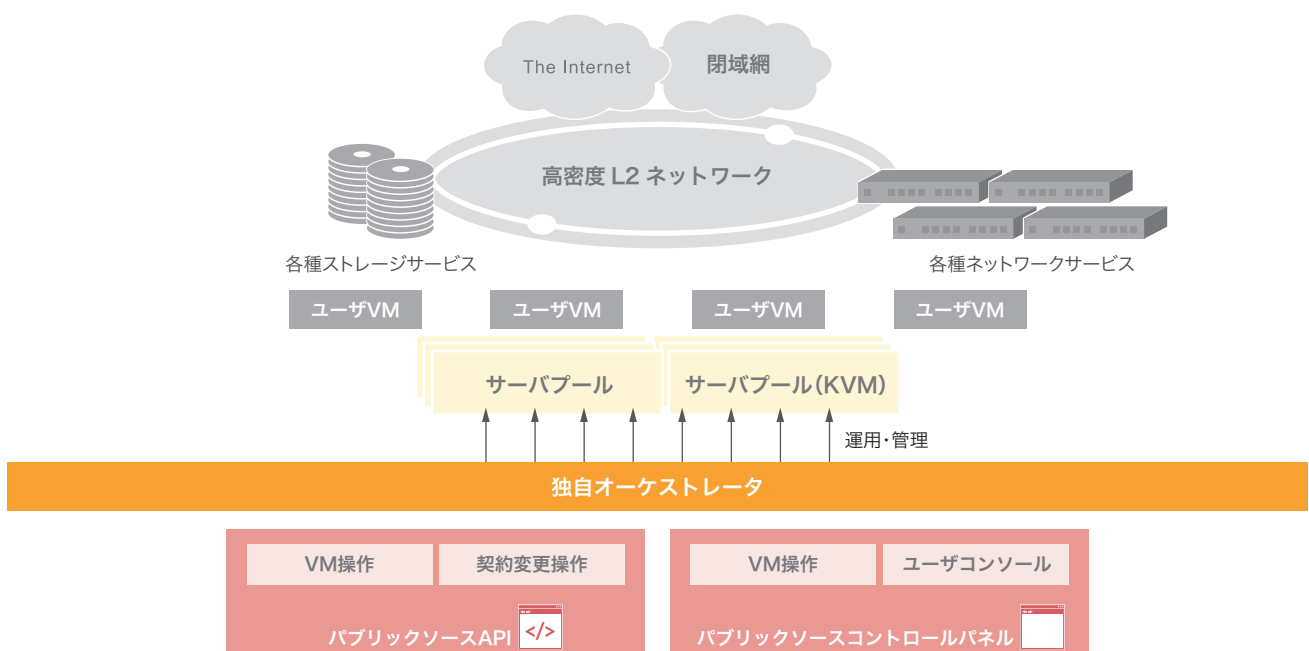 The Internet
閉域網
高密度 L2 ネットワーク
各種ストレージサービス
各種ネットワークサービス
ユーザVM
ユーザVM
ユーザVM
ユーザVM
サーバプール
サーバプール(KVM)
運用・管理
独自オーケストレータ
VM操作
契約変更操作
VM操作
ユーザコンソール
パブリックソースAPI
</>
パブリックソースコントロールパネル